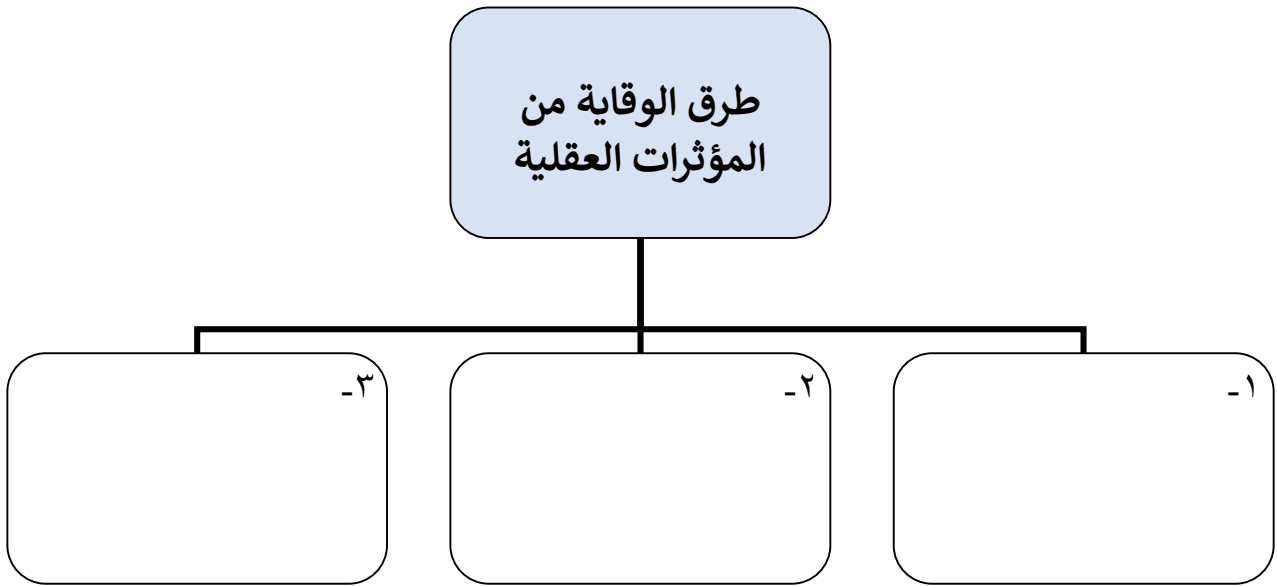 طرق الوقاية من
المؤثرات العقلية
١-
٢-
٣-